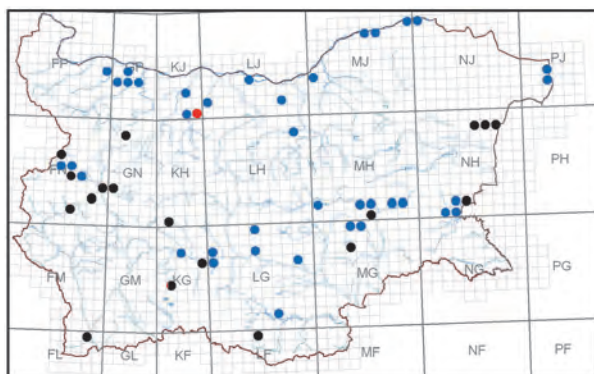 FP GP KJ LJ MJ NJ PJ
FN GN KH LH MH NH PH
FM GM KG LG MG NG PG
FL GL KF LF MF NF PF